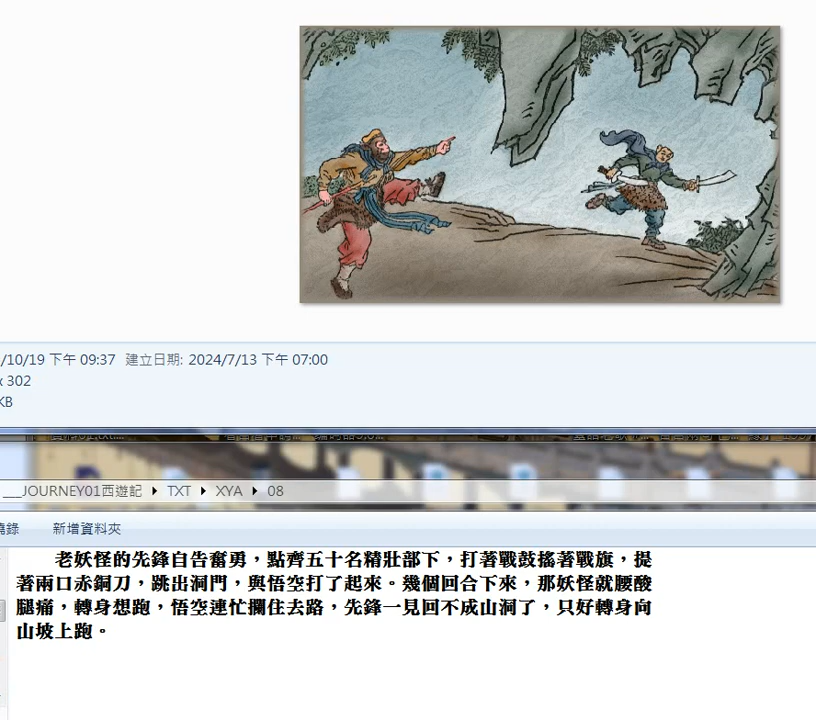 /10/19 下午 09:37 建立日期: 2024/7/13 下午 07:00
x 302
KB
___JOURNEY01西遊記 ▸ TXT ▸ XYA ▸ 08
燒錄 新增資料夾
老妖怪的先鋒自告奮勇，點齊五十名精壯部下，打著戰鼓搖著戰旗，提
著兩口赤銅刀，跳出洞門，與悟空打了起來。幾個回合下來，那妖怪就腰酸
腿痛，轉身想跑，悟空連忙攔住去路，先鋒一見回不成山洞了，只好轉身向
山坡上跑。